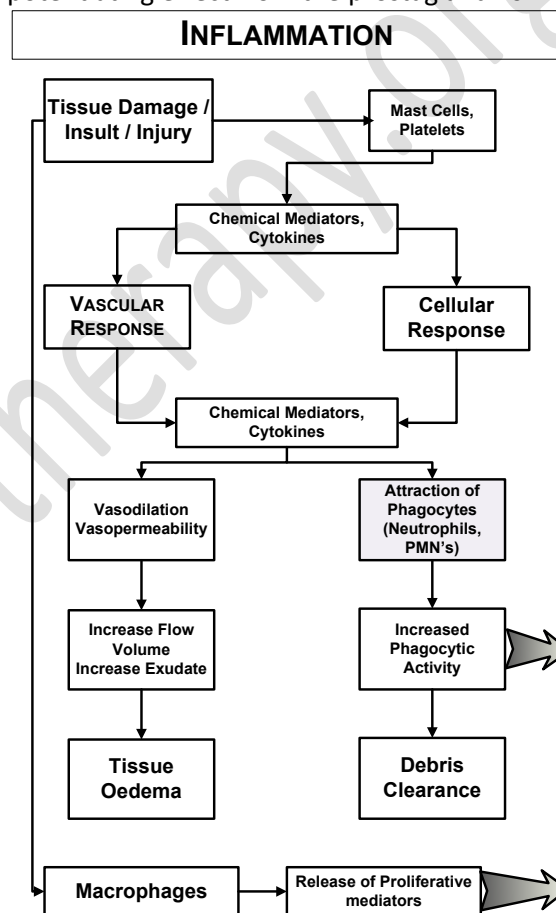 INFLAMMATION
Tissue Damage /
Insult / Injury
Mast Cells,
Platelets
Chemical Mediators,
Cytokines
VASCULAR
RESPONSE
Cellular
Response
Chemical Mediators,
Cytokines
Vasodilation
Vasopermeability
Attraction of
Phagocytes
(Neutrophils,
PMN's)
Increase Flow
Volume
Increase Exudate
Increased
Phagocytic
Activity
Tissue
Oedema
Debris
Clearance
Macrophages
Release of Proliferative
mediators
therapy.org